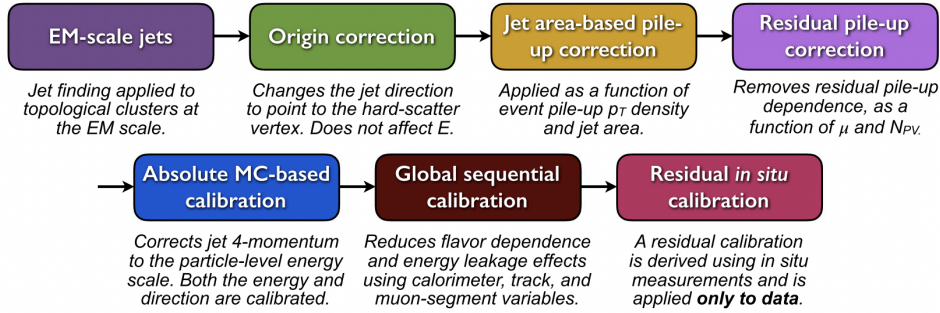 EM-scale jets
Jet finding applied to
topological clusters at
the EM scale.
Origin correction
Changes the jet direction
to point to the hard-scatter
vertex. Does not affect E.
Jet area-based pile-
up correction
Applied as a function of
event pile-up pT density
and jet area.
Residual pile-up
correction
Removes residual pile-up
dependence, as a
function of μ and NPV.
Absolute MC-based
calibration
Corrects jet 4-momentum
to the particle-level energy
scale. Both the energy and
direction are calibrated.
Global sequential
calibration
Reduces flavor dependence
and energy leakage effects
using calorimeter, track, and
muon-segment variables.
Residual in situ
calibration
A residual calibration
is derived using in situ
measurements and is
applied only to data.